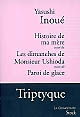 Yasushi
Inoué
Histoire de
ma mère
suivi de
Les dimanches de
Monsieur Ushioda
suivi de
Paroi de glace
Triptyque